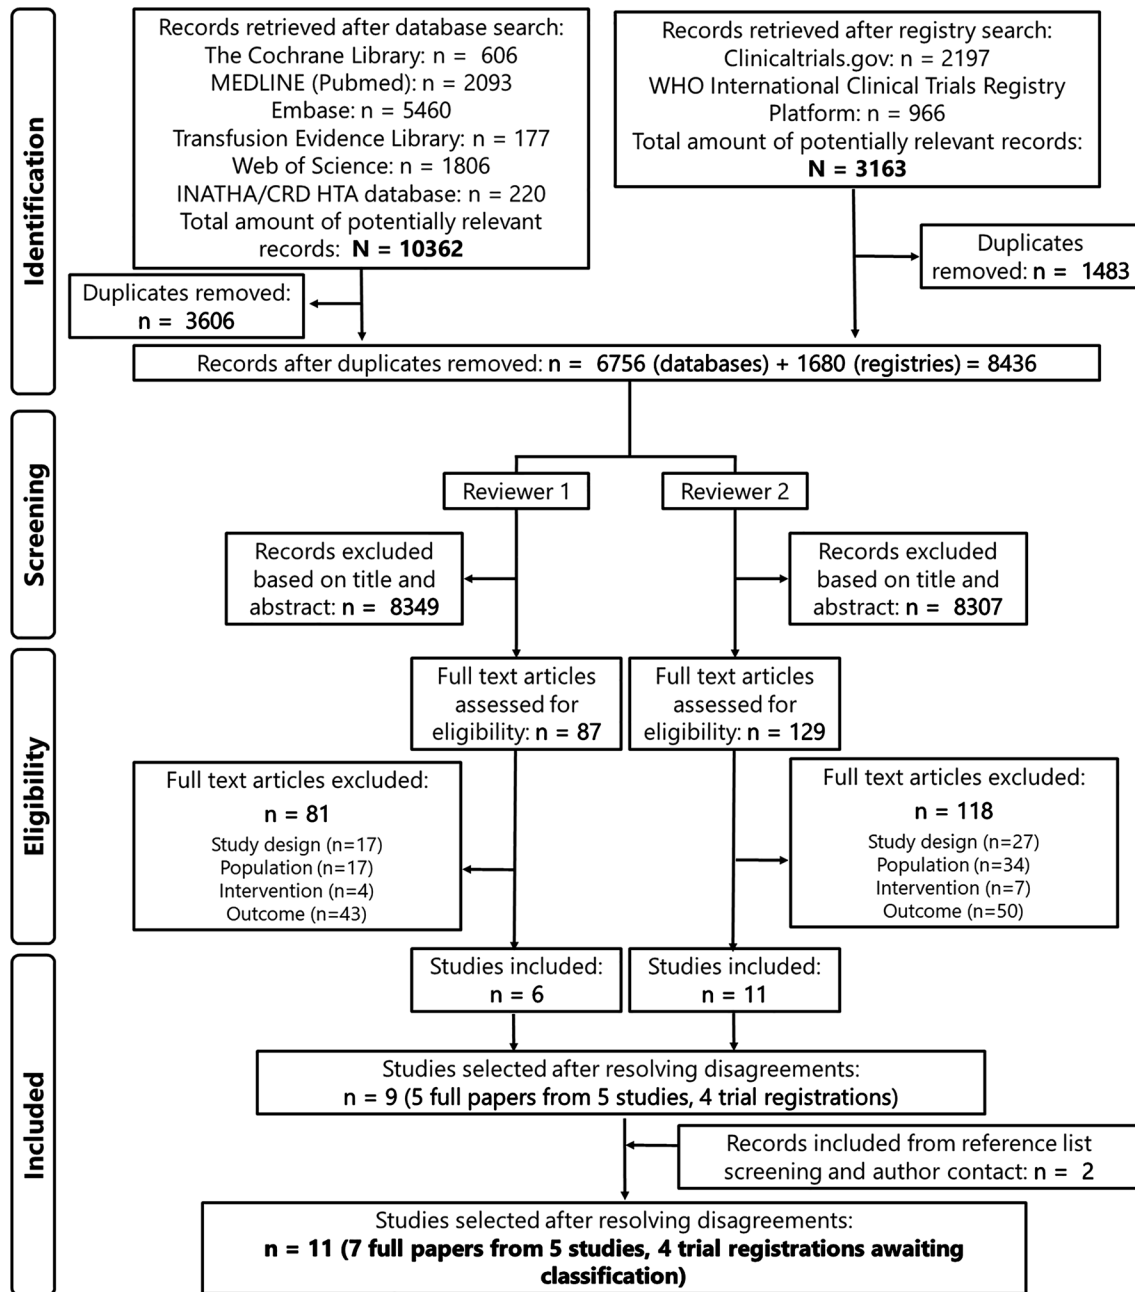 Identification
Records retrieved after database search:
The Cochrane Library: n = 606
MEDLINE (Pubmed): n = 2093
Embase: n = 5460
Transfusion Evidence Library: n = 177
Web of Science: n = 1806
INATHA/CRD HTA database: n = 220
Total amount of potentially relevant
records: N = 10362
Records retrieved after registry search:
Clinicaltrials.gov: n = 2197
WHO International Clinical Trials Registry
Platform: n = 966
Total amount of potentially relevant records:
N = 3163
Duplicates removed:
n = 3606
Duplicates
removed: n = 1483
Records after duplicates removed: n = 6756 (databases) + 1680 (registries) = 8436
Screening
Reviewer 1
Reviewer 2
Records excluded
based on title and
abstract: n = 8349
Records excluded
based on title and
abstract: n = 8307
Eligibility
Full text articles
assessed for
eligibility: n = 87
Full text articles
assessed for
eligibility: n = 129
Full text articles excluded:
n = 81
Study design (n=17)
Population (n=17)
Intervention (n=4)
Outcome (n=43)
Full text articles excluded:
n = 118
Study design (n=27)
Population (n=34)
Intervention (n=7)
Outcome (n=50)
Included
Studies included:
n = 6
Studies included:
n = 11
Studies selected after resolving disagreements:
n = 9 (5 full papers from 5 studies, 4 trial registrations)
Records included from reference list
screening and author contact: n = 2
Studies selected after resolving disagreements:
n = 11 (7 full papers from 5 studies, 4 trial registrations awaiting
classification)